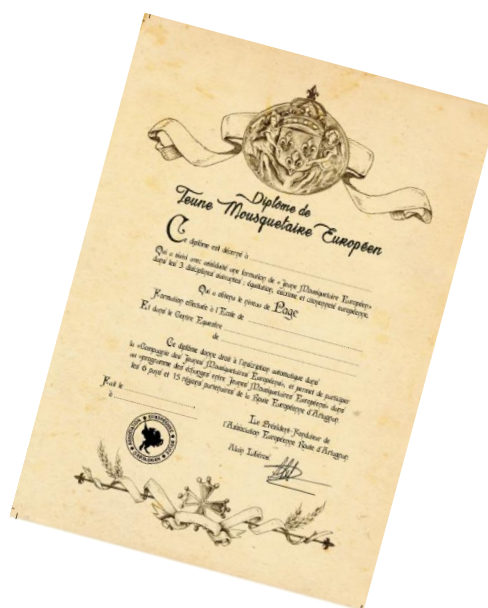 Diplôme de
Jeune Mousquetaire Européen
Ce diplôme est décerné à
Qui a suivi avec assiduité une formation de « Jeune Mousquetaire Européen»
dans les 3 disciplines suivantes : équitation, escrime et citoyenneté européenne.
Qui a obtenu le niveau de Page
Formation effectuée à l'Ecole de
Et dans le Centre Equestre
de
Ce diplôme donne droit à l'inscription automatique dans
la «Compagnie des Jeunes Mousquetaires Européens», et permet de participer
au «programme des échanges entre Jeunes Mousquetaires Européens» dans
les 6 pays et 15 régions partenaires de la Route Européenne d'Artagnan
Fait le
à
Le Président-Fondateur de
l'Association Européenne Route d'Artagnan
Alain Liberos